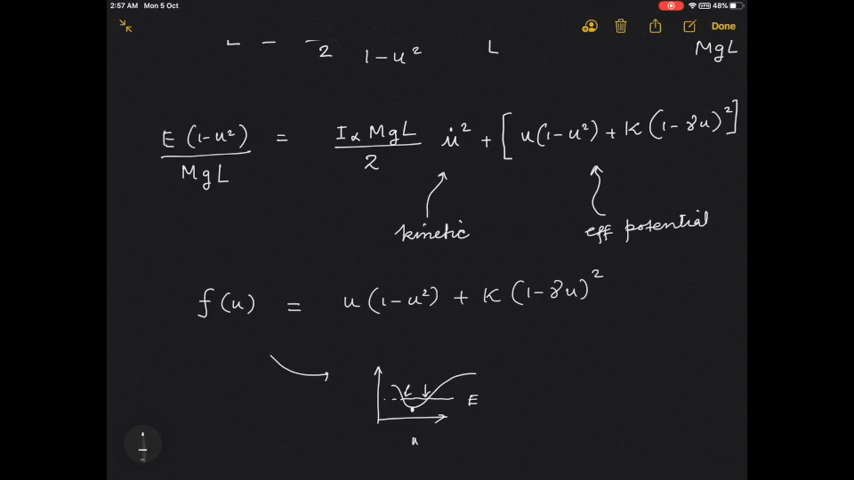 2:57 AM Mon 5 Oct 48%
Done
2 1-u² L MgL
E (1-u²) / MgL = I_α MgL / 2 u̇² + [u(1-u²) + K (1-γu)²]
kinetic
eff potential
f(u) = u(1-u²) + K (1-γu)²
E
u